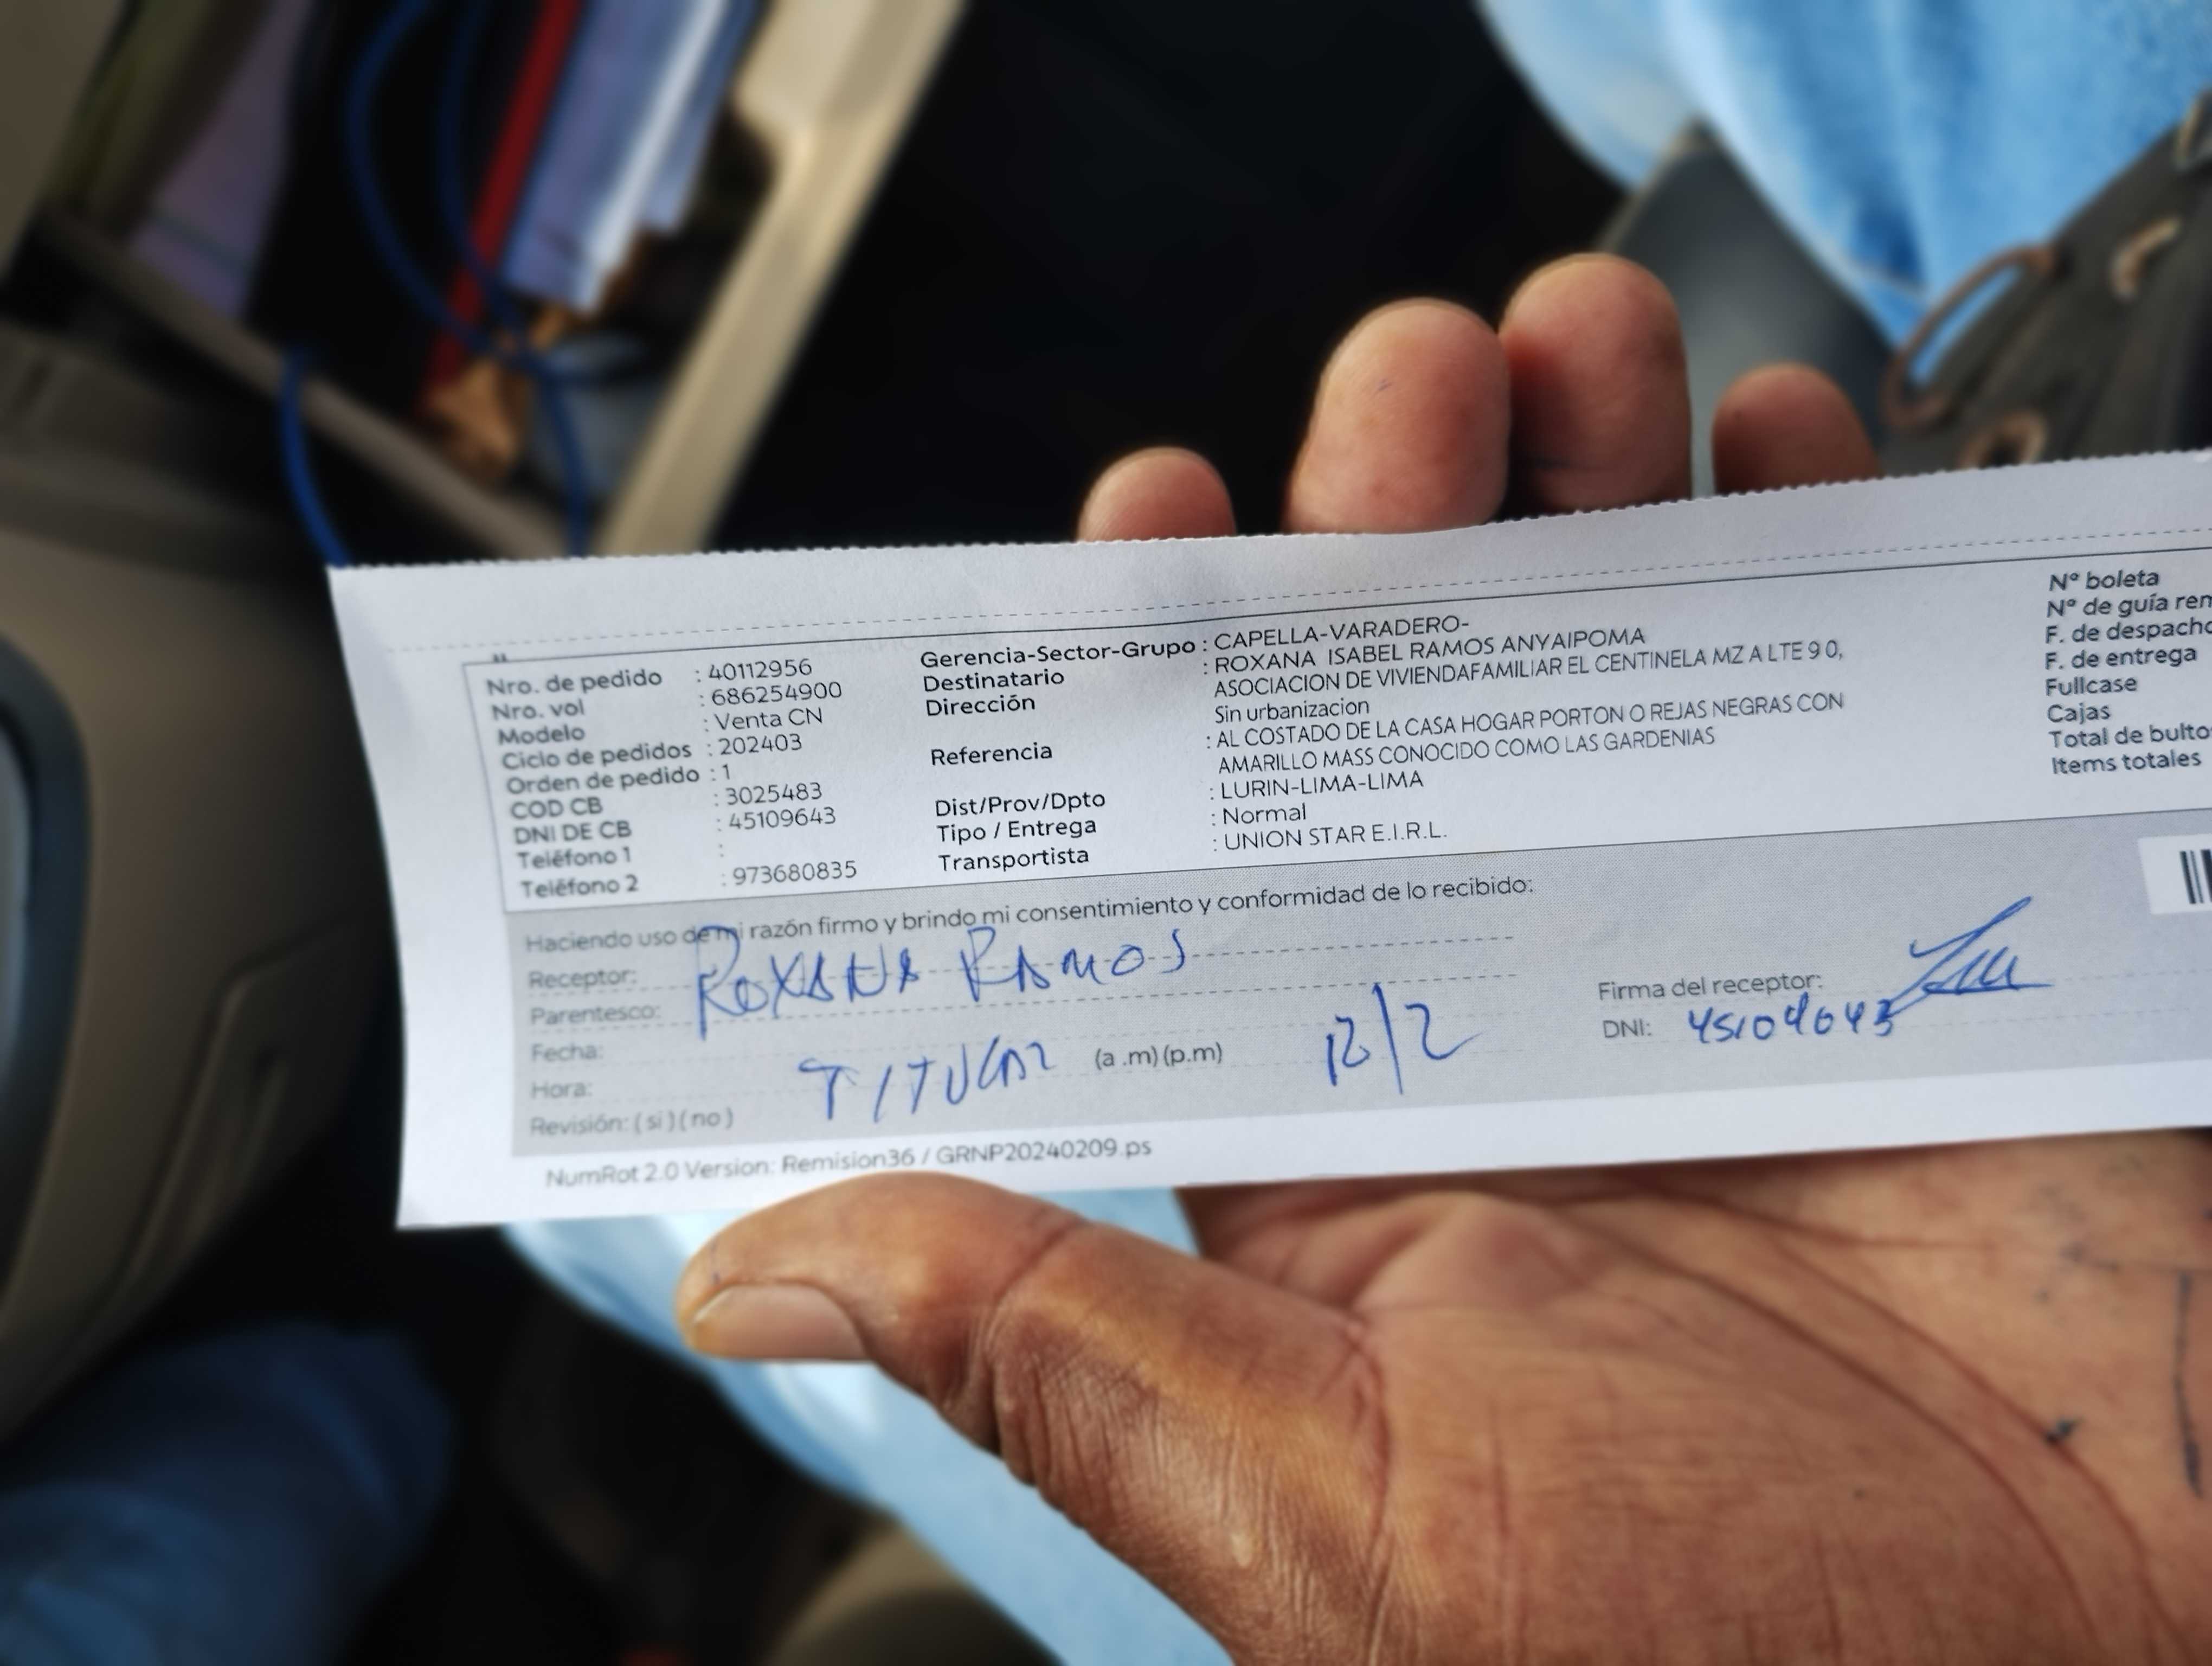 Nro. de pedido : 40112956
Nro. vol : 686254900
Modelo : Venta CN
Ciclo de pedidos : 202403
Orden de pedido : 1
COD CB : 3025483
DNI DE CB : 45109643
Teléfono 1 :
Teléfono 2 : 973680835
Gerencia-Sector-Grupo : CAPELLA-VARADERO-
Destinatario : ROXANA ISABEL RAMOS ANYAIPOMA
Dirección ASOCIACION DE VIVIENDAFAMILIAR EL CENTINELA MZ A LTE 9 0,
Sin urbanizacion
Referencia : AL COSTADO DE LA CASA HOGAR PORTON O REJAS NEGRAS CON
AMARILLO MASS CONOCIDO COMO LAS GARDENIAS
Dist/Prov/Dpto : LURIN-LIMA-LIMA
Tipo / Entrega : Normal
Transportista : UNION STAR E.I.R.L.
N° boleta
N° de guía rem
F. de despacho
F. de entrega
Fullcase
Cajas
Total de bulto
Items totales
Haciendo uso de mi razón firmo y brindo mi consentimiento y conformidad de lo recibido:
Receptor: ROXANA RAMOS
Parentesco:
Fecha:
Hora: TITULAR (a .m) (p.m) 12/2
Revisión: ( si ) ( no )
Firma del receptor:
DNI: 45109643
NumRot 2.0 Version: Remision36 / GRNP20240209.ps